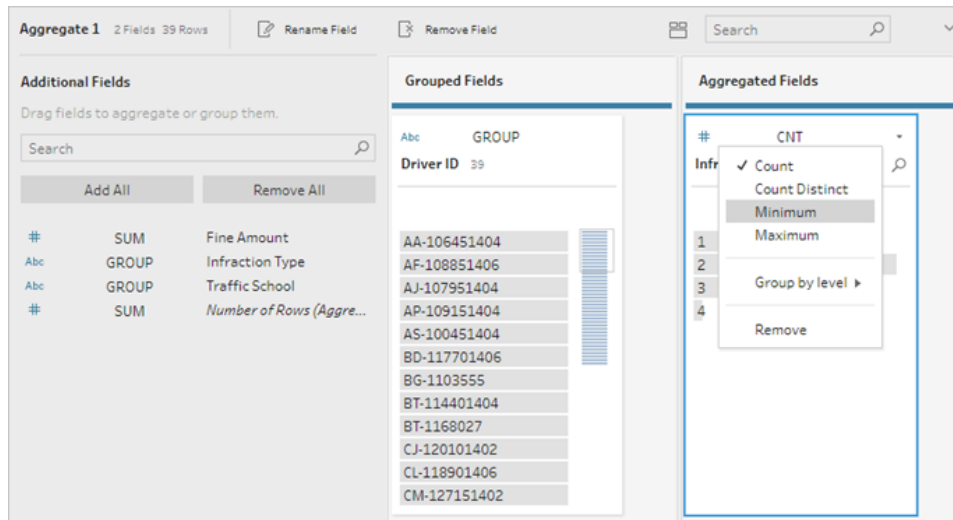 Aggregate 1 2 Fields 39 Rows Rename Field Remove Field Search
Additional Fields
Drag fields to aggregate or group them.
Search
Add All Remove All
# SUM Fine Amount
Abc GROUP Infraction Type
Abc GROUP Traffic School
# SUM Number of Rows (Aggre...
Grouped Fields
Abc GROUP
Driver ID 39
AA-106451404
AF-108851406
AJ-107951404
AP-109151404
AS-100451404
BD-117701406
BG-1103555
BT-114401404
BT-1168027
CJ-120101402
CL-118901406
CM-127151402
Aggregated Fields
# CNT
Infr
1
2
3
4
✓ Count
Count Distinct
Minimum
Maximum
Group by level
Remove